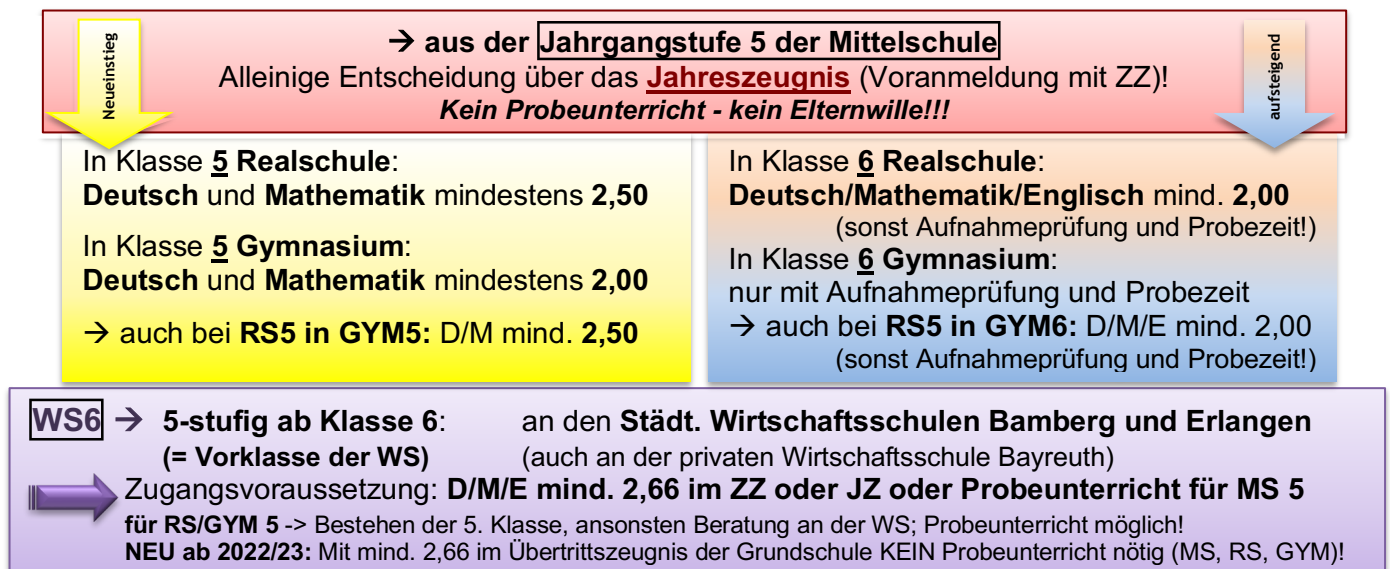 Neueinstieg
→ aus der Jahrgangstufe 5 der Mittelschule
Alleinige Entscheidung über das Jahreszeugnis (Voranmeldung mit ZZ)!
Kein Probeunterricht - kein Elternwille!!!
aufsteigend
In Klasse 5 Realschule:
Deutsch und Mathematik mindestens 2,50
In Klasse 5 Gymnasium:
Deutsch und Mathematik mindestens 2,00
→ auch bei RS5 in GYM5: D/M mind. 2,50
In Klasse 6 Realschule:
Deutsch/Mathematik/Englisch mind. 2,00
(sonst Aufnahmeprüfung und Probezeit!)
In Klasse 6 Gymnasium:
nur mit Aufnahmeprüfung und Probezeit
→ auch bei RS5 in GYM6: D/M/E mind. 2,00
(sonst Aufnahmeprüfung und Probezeit!)
WS6 → 5-stufig ab Klasse 6: an den Städt. Wirtschaftsschulen Bamberg und Erlangen
(= Vorklasse der WS) (auch an der privaten Wirtschaftsschule Bayreuth)
Zugangsvoraussetzung: D/M/E mind. 2,66 im ZZ oder JZ oder Probeunterricht für MS 5
für RS/GYM 5 -> Bestehen der 5. Klasse, ansonsten Beratung an der WS; Probeunterricht möglich!
NEU ab 2022/23: Mit mind. 2,66 im Übertrittszeugnis der Grundschule KEIN Probeunterricht nötig (MS, RS, GYM)!